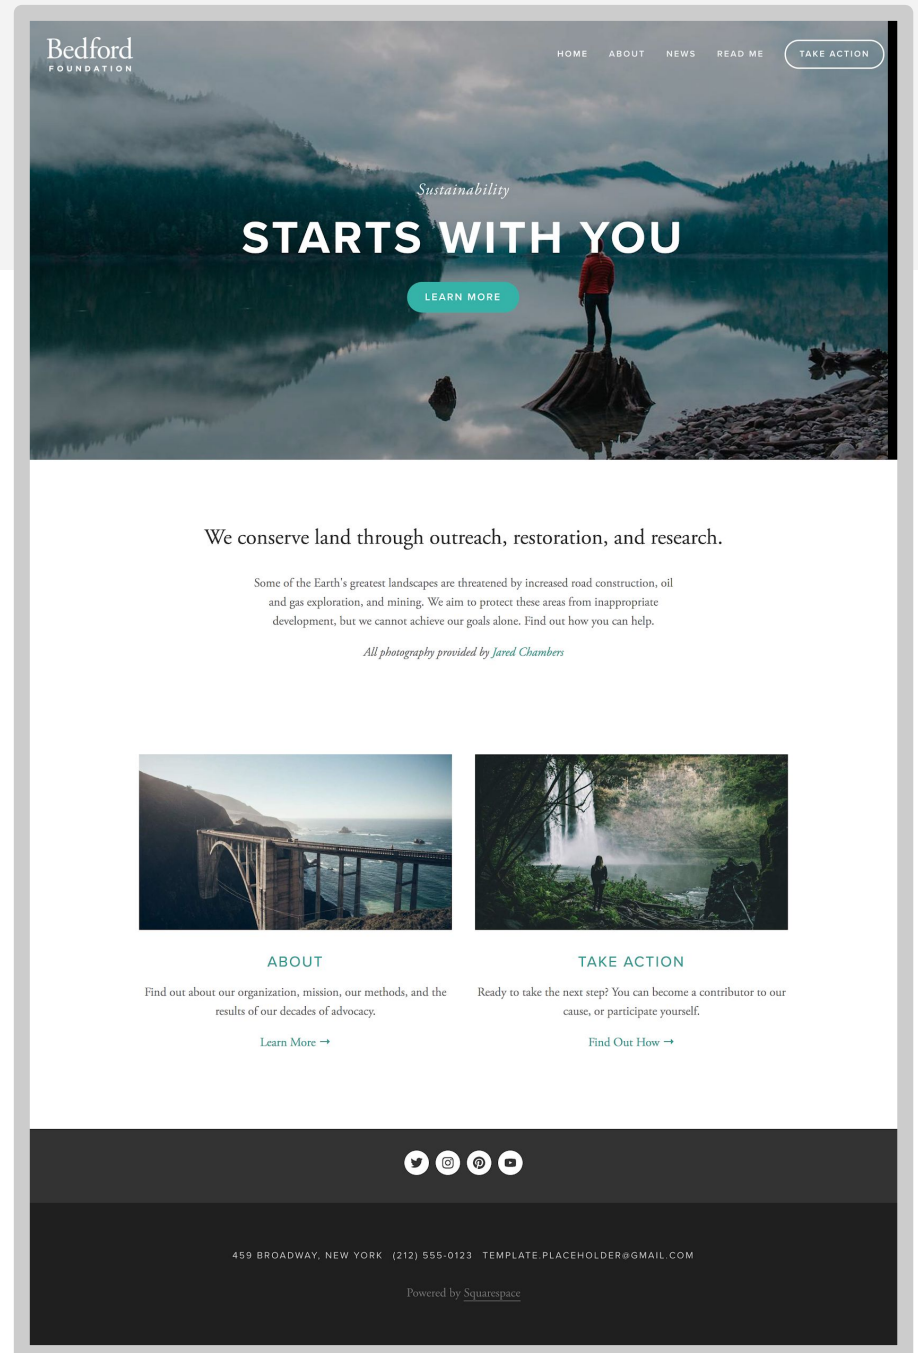 Bedford
FOUNDATION
HOME ABOUT NEWS READ ME TAKE ACTION
Sustainability
STARTS WITH YOU
LEARN MORE
We conserve land through outreach, restoration, and research.
Some of the Earth's greatest landscapes are threatened by increased road construction, oil
and gas exploration, and mining. We aim to protect these areas from inappropriate
development, but we cannot achieve our goals alone. Find out how you can help.
All photography provided by Jared Chambers
ABOUT
Find out about our organization, mission, our methods, and the
results of our decades of advocacy.
Learn More →
TAKE ACTION
Ready to take the next step? You can become a contributor to our
cause, or participate yourself.
Find Out How →
459 BROADWAY, NEW YORK (212) 555-0123 TEMPLATE.PLACEHOLDER@GMAIL.COM
Powered by Squarespace